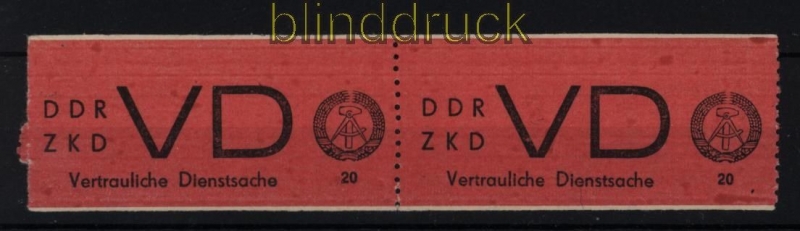 blinddruck
DDR VD
ZKD
Vertrauliche Dienstsache 20
DDR VD
ZKD
Vertrauliche Dienstsache 20